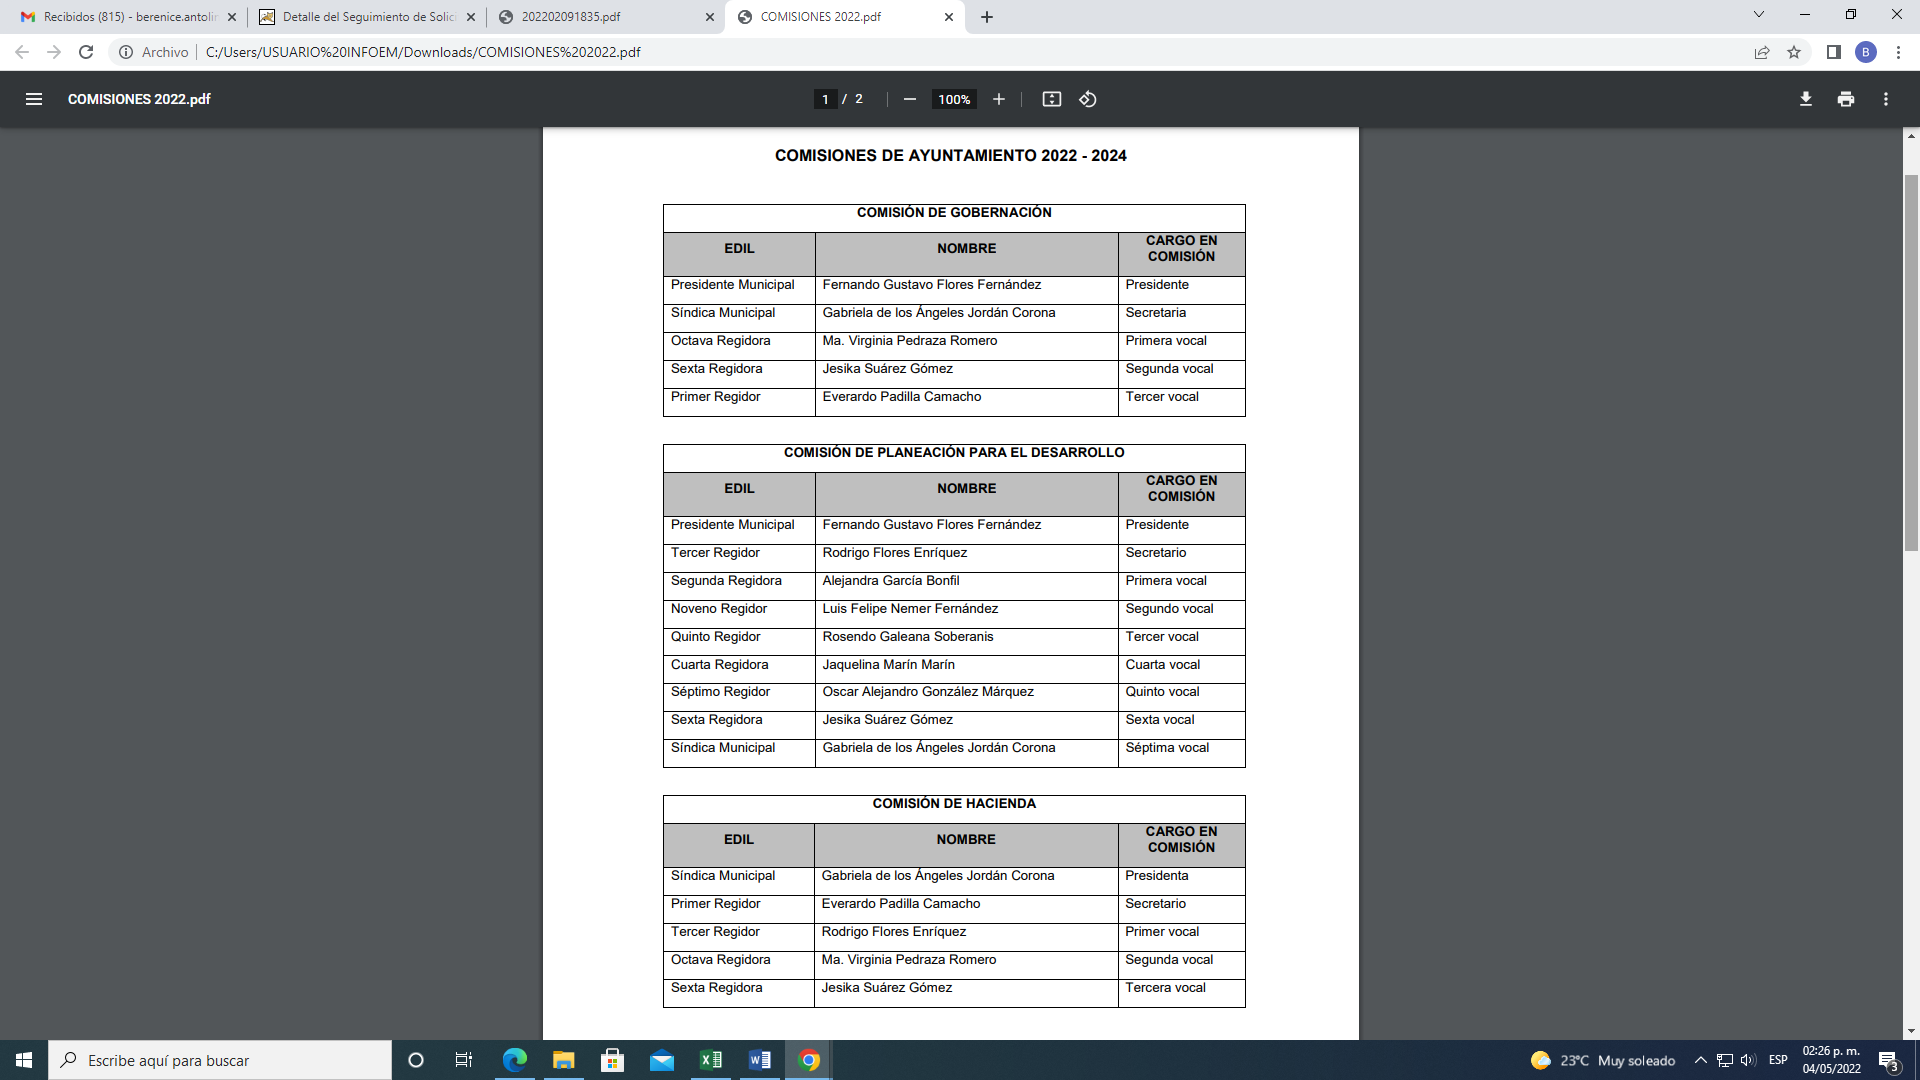 Recibidos (815) - berenice.antolin
Detalle del Seguimiento de Solici
202202091835.pdf
COMISIONES 2022.pdf
Archivo
C:/Users/USUARIO%20INFOEM/Downloads/COMISIONES%202022.pdf
B
COMISIONES 2022.pdf
1 / 2
100%
COMISIONES DE AYUNTAMIENTO 2022 - 2024
COMISIÓN DE GOBERNACIÓN
EDIL NOMBRE CARGO EN COMISIÓN
Presidente Municipal Fernando Gustavo Flores Fernández Presidente
Síndica Municipal Gabriela de los Ángeles Jordán Corona Secretaria
Octava Regidora Ma. Virginia Pedraza Romero Primera vocal
Sexta Regidora Jesika Suárez Gómez Segunda vocal
Primer Regidor Everardo Padilla Camacho Tercer vocal
COMISIÓN DE PLANEACIÓN PARA EL DESARROLLO
EDIL NOMBRE CARGO EN COMISIÓN
Presidente Municipal Fernando Gustavo Flores Fernández Presidente
Tercer Regidor Rodrigo Flores Enríquez Secretario
Segunda Regidora Alejandra García Bonfil Primera vocal
Noveno Regidor Luis Felipe Nemer Fernández Segundo vocal
Quinto Regidor Rosendo Galeana Soberanis Tercer vocal
Cuarta Regidora Jaquelina Marín Marín Cuarta vocal
Séptimo Regidor Oscar Alejandro González Márquez Quinto vocal
Sexta Regidora Jesika Suárez Gómez Sexta vocal
Síndica Municipal Gabriela de los Ángeles Jordán Corona Séptima vocal
COMISIÓN DE HACIENDA
EDIL NOMBRE CARGO EN COMISIÓN
Síndica Municipal Gabriela de los Ángeles Jordán Corona Presidenta
Primer Regidor Everardo Padilla Camacho Secretario
Tercer Regidor Rodrigo Flores Enríquez Primer vocal
Octava Regidora Ma. Virginia Pedraza Romero Segunda vocal
Sexta Regidora Jesika Suárez Gómez Tercera vocal
Escribe aquí para buscar
23°C Muy soleado
ESP
02:26 p. m.
04/05/2022
3